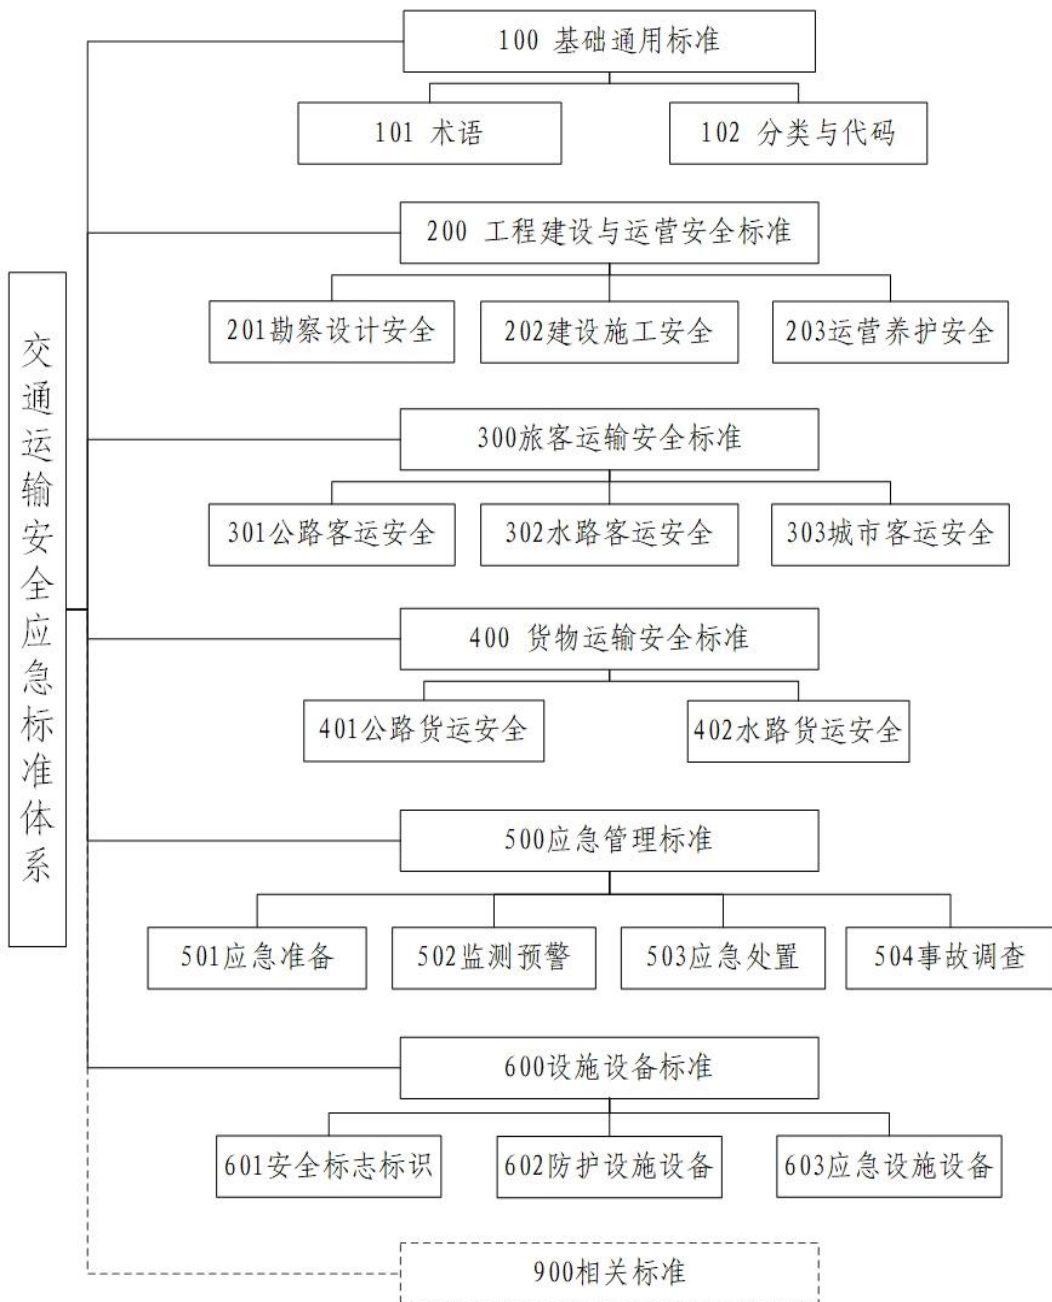 交通运输安全应急标准体系
100 基础通用标准
101 术语
102 分类与代码
200 工程建设与运营安全标准
201勘察设计安全
202建设施工安全
203运营养护安全
300旅客运输安全标准
301公路客运安全
302水路客运安全
303城市客运安全
400 货物运输安全标准
401公路货运安全
402水路货运安全
500应急管理标准
501应急准备
502监测预警
503应急处置
504事故调查
600设施设备标准
601安全标志标识
602防护设施设备
603应急设施设备
900相关标准